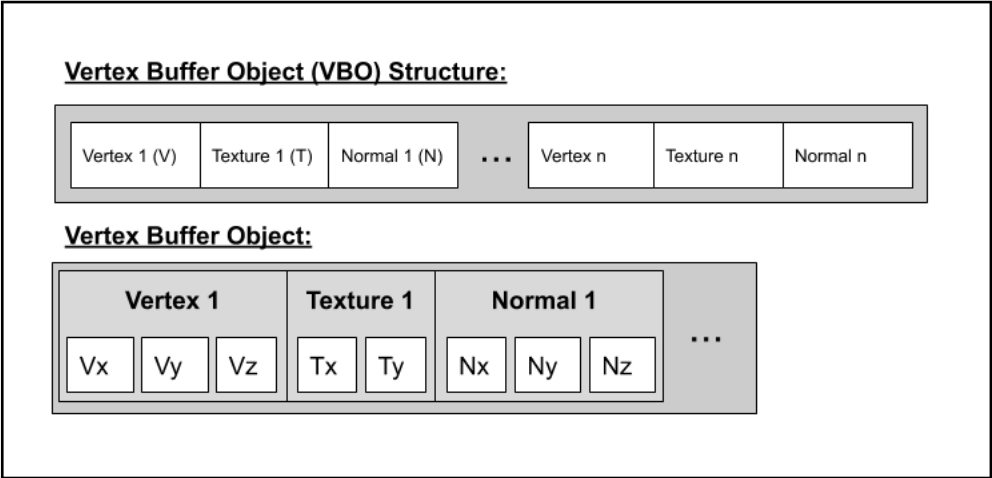 Vertex Buffer Object (VBO) Structure:
Vertex 1 (V) Texture 1 (T) Normal 1 (N) ... Vertex n Texture n Normal n
Vertex Buffer Object:
Vertex 1 Texture 1 Normal 1 ...
Vx Vy Vz Tx Ty Nx Ny Nz